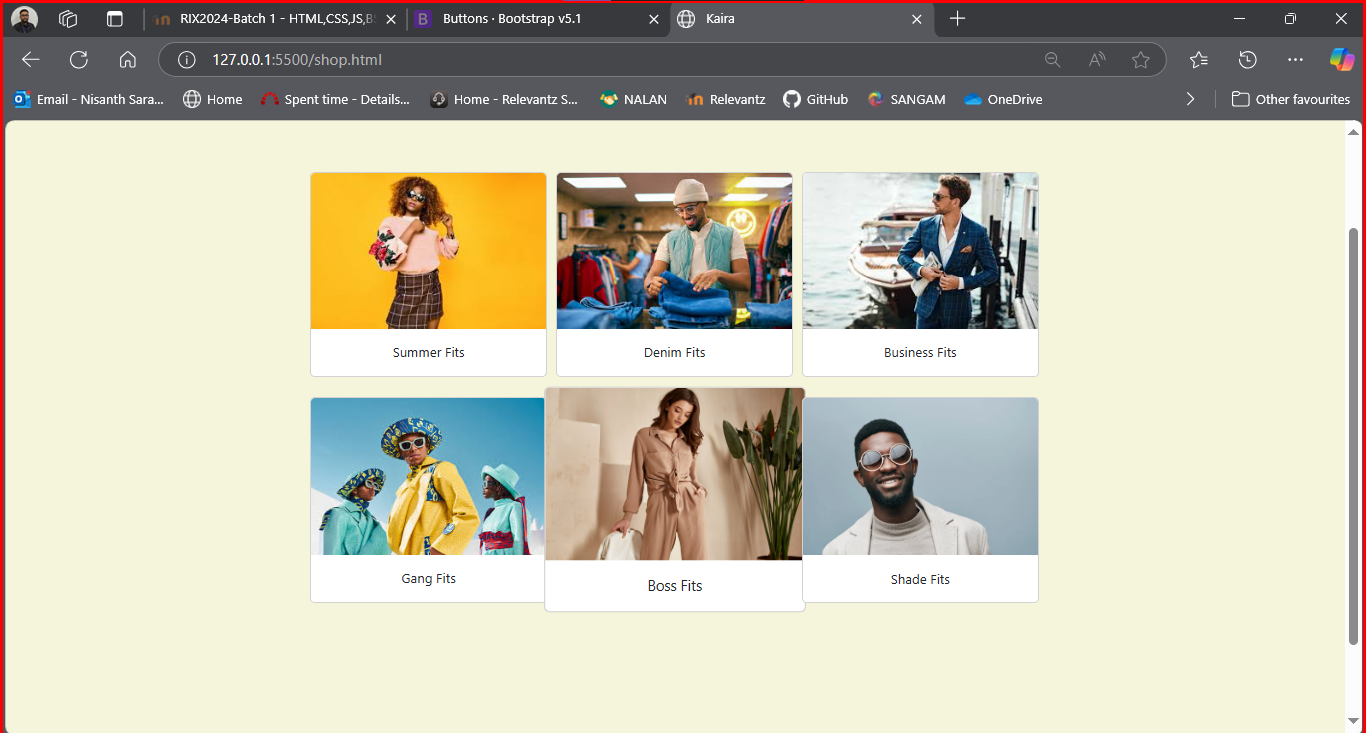 RIX2024-Batch 1 - HTML,CSS,JS,BS
Buttons · Bootstrap v5.1
Kaira
127.0.0.1:5500/shop.html
Email - Nisanth Sara...
Home
Spent time - Details...
Home - Relevantz S...
NALAN
Relevantz
GitHub
SANGAM
OneDrive
Other favourites
Summer Fits
Denim Fits
Business Fits
Gang Fits
Boss Fits
Shade Fits